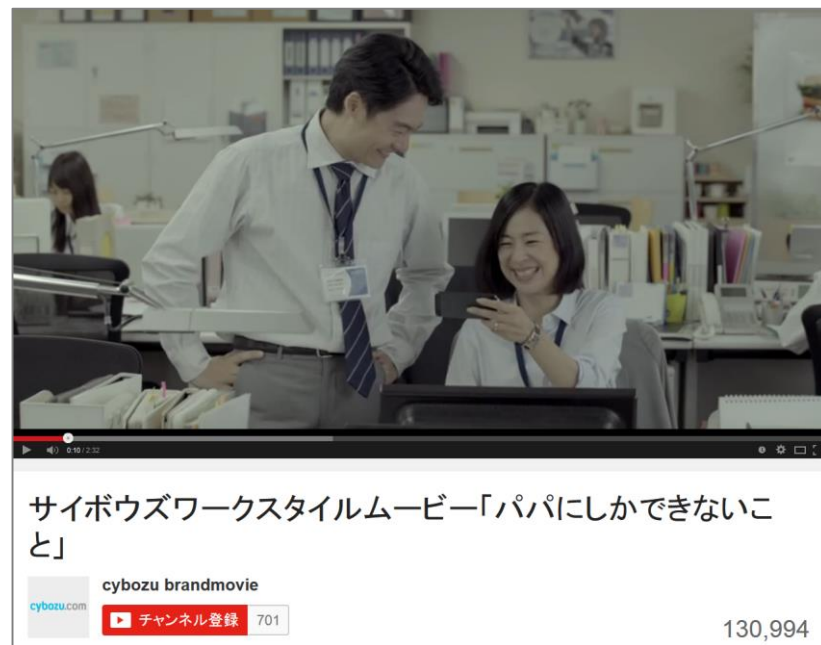 0:10 / 2:32
サイボウズワークスタイルムービー「パパにしかできないこ
と」
cybozu.com
cybozu brandmovie
チャンネル登録 701
130,994